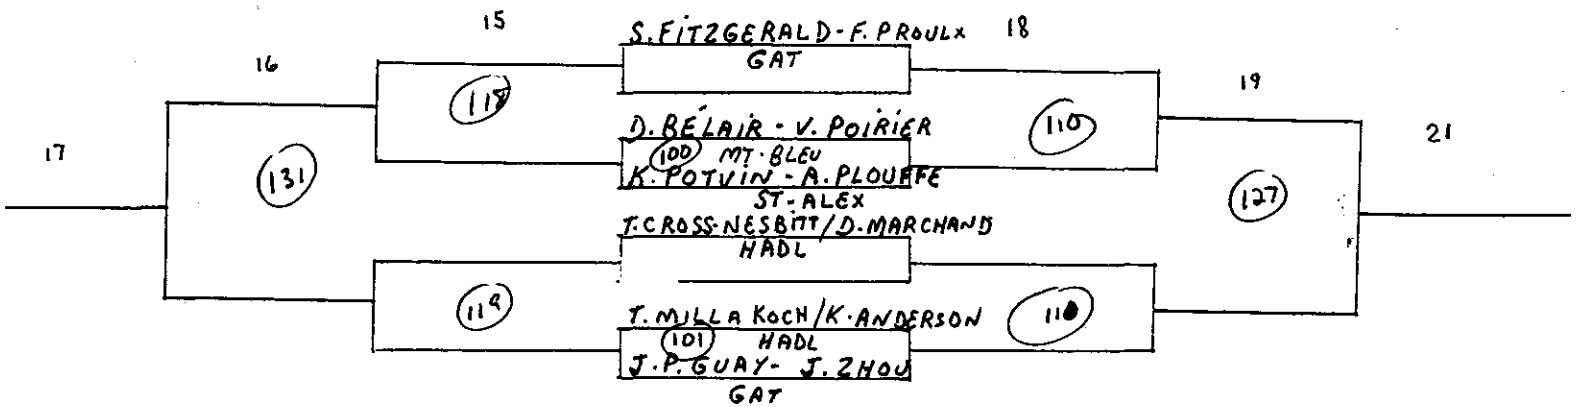 15
S. FITZGERALD - F. PROULX
18
16
GAT
19
118
D. BÉLAIR - V. POIRIER
110
21
17
100 MT. BLEU
131
K. POTVIN - A. PLOUFFE
127
ST-ALEX
T. CROSS-NESBITT / D. MARCHAND
HADL
119
T. MILLA KOCH / K. ANDERSON
101 HADL
J.P. GUAY - J. ZHOU
GAT